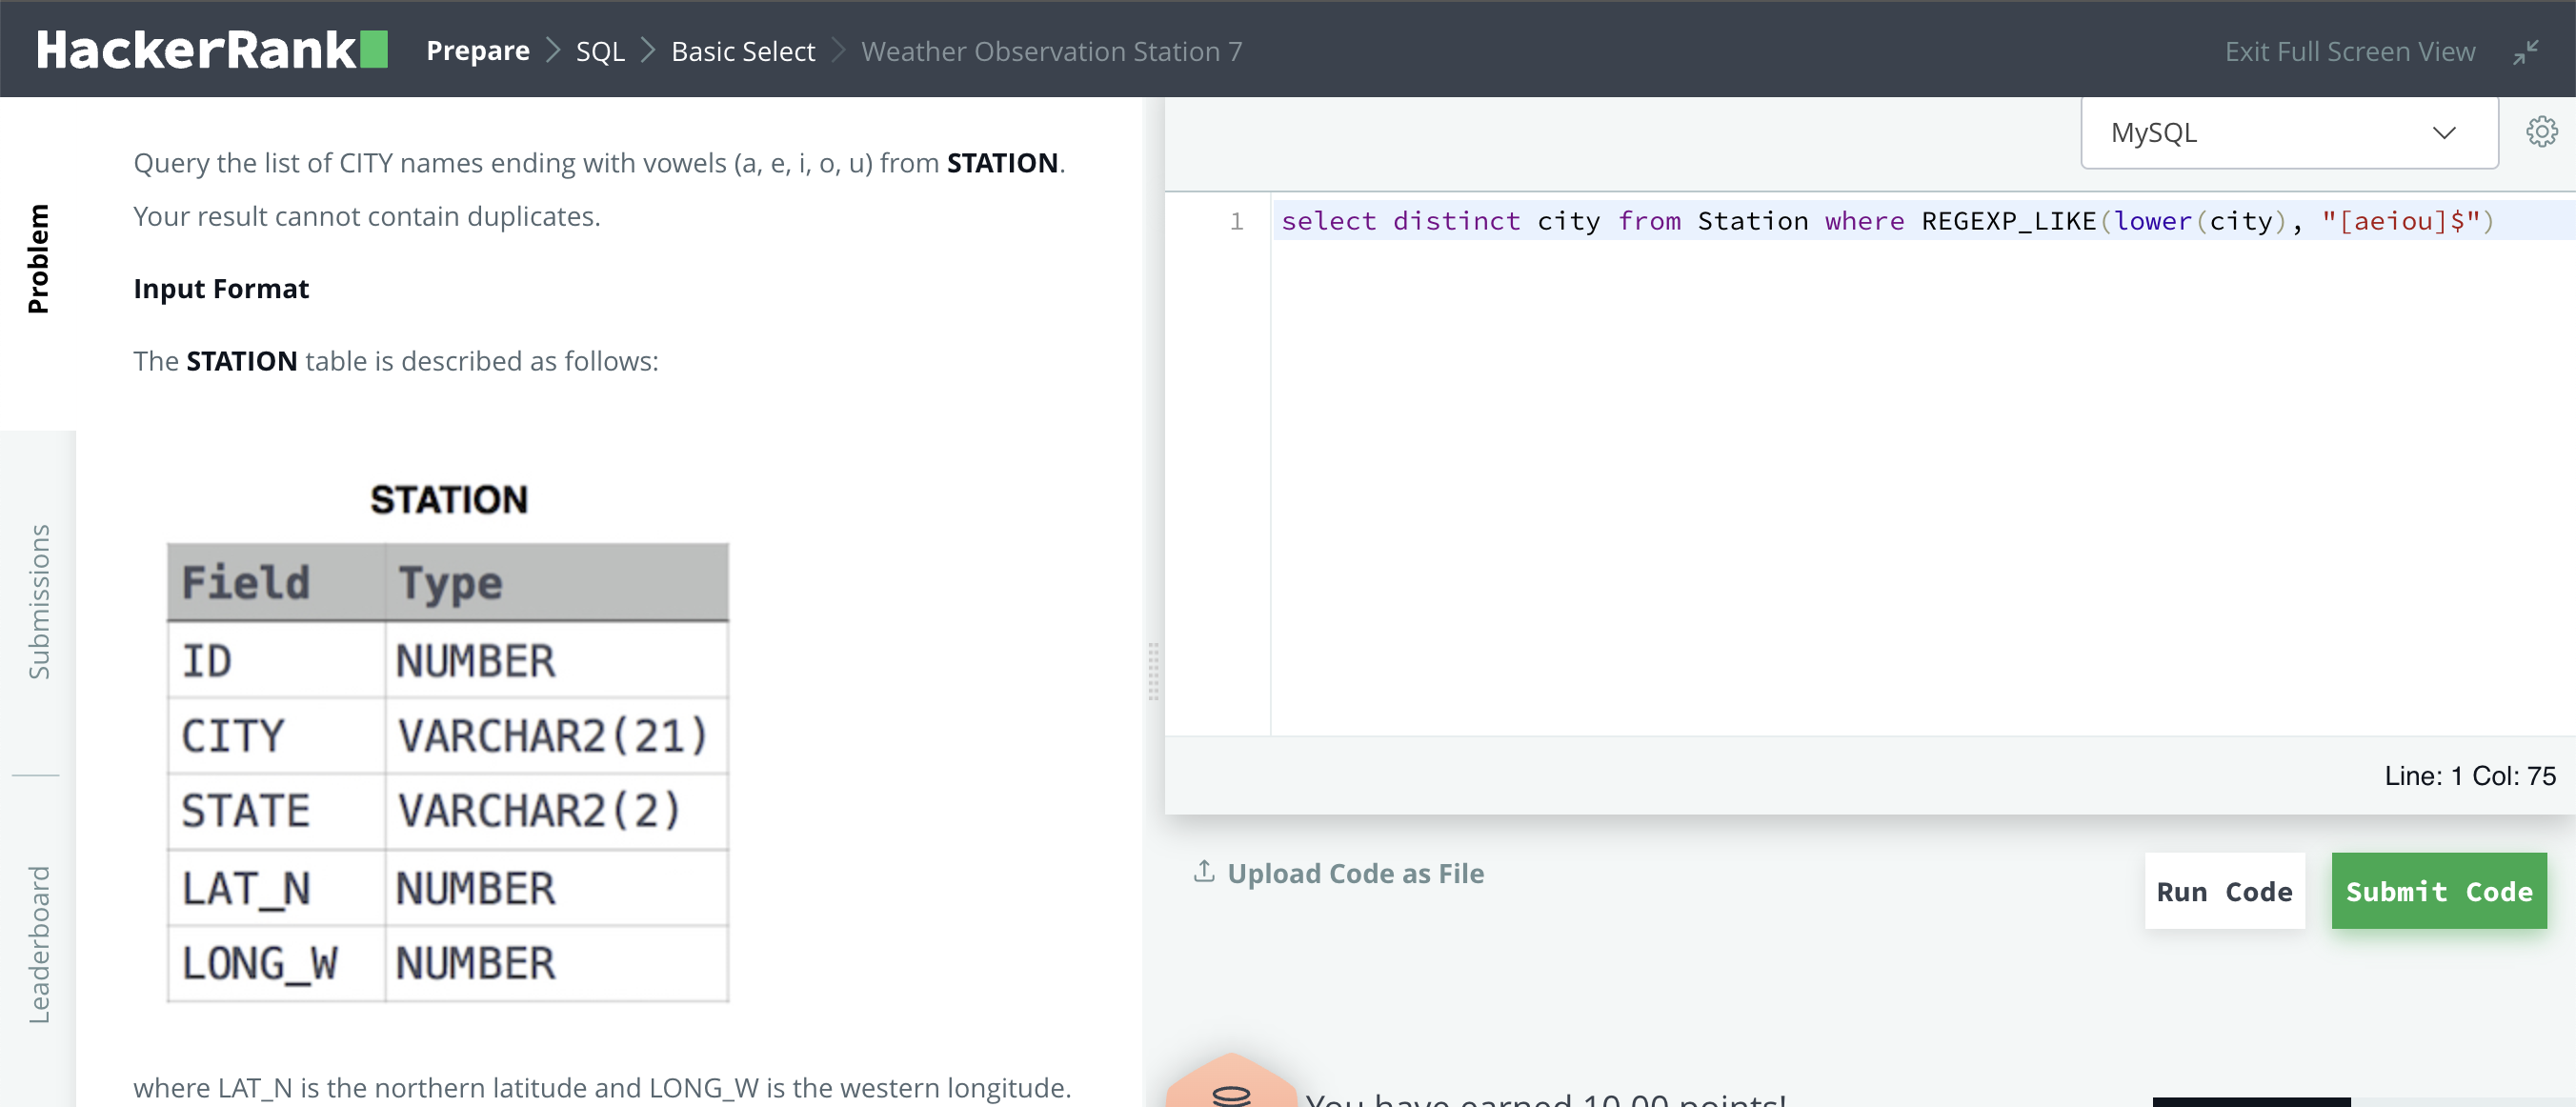 HackerRank Prepare > SQL > Basic Select > Weather Observation Station 7 Exit Full Screen View
Problem
Submissions
Leaderboard
Query the list of CITY names ending with vowels (a, e, i, o, u) from STATION.
Your result cannot contain duplicates.
Input Format
The STATION table is described as follows:
STATION
Field Type
ID NUMBER
CITY VARCHAR2(21)
STATE VARCHAR2(2)
LAT_N NUMBER
LONG_W NUMBER
where LAT_N is the northern latitude and LONG_W is the western longitude.
MySQL
1 select distinct city from Station where REGEXP_LIKE(lower(city), "[aeiou]$")
Line: 1 Col: 75
Upload Code as File
Run Code
Submit Code
You have earned 10.00 points!